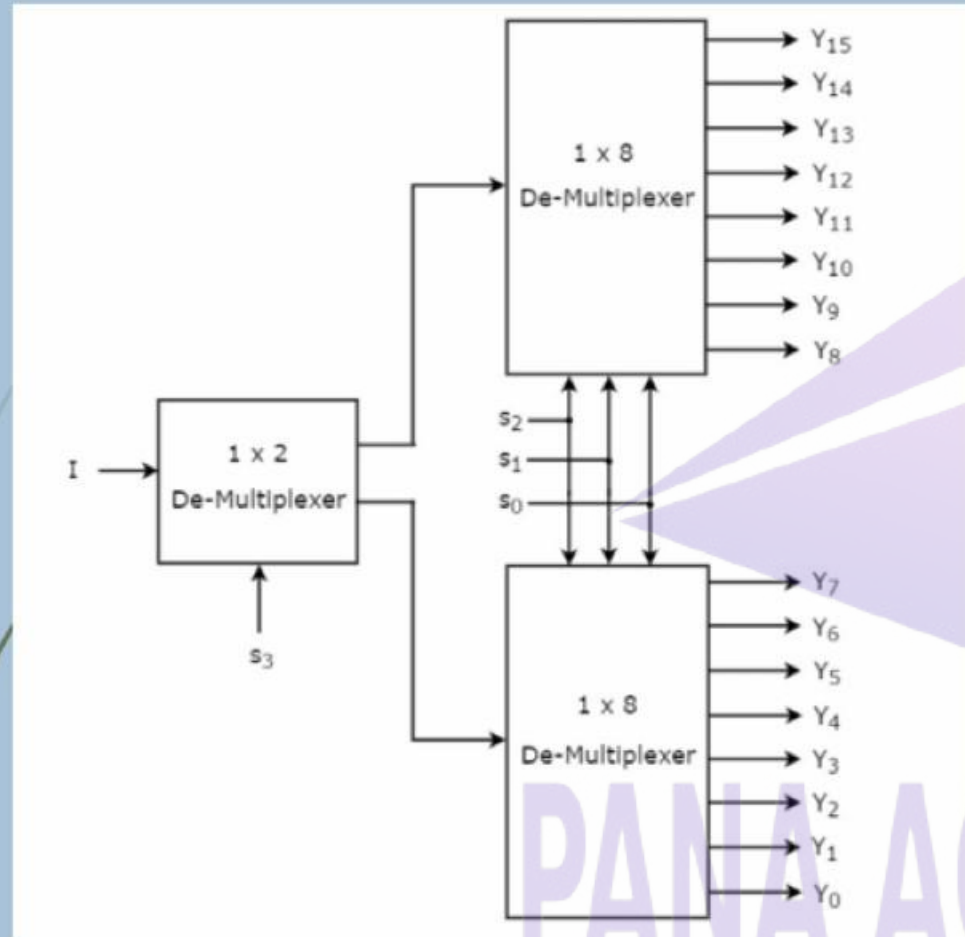 Y₁₅
Y₁₄
Y₁₃
1 x 8
Y₁₂
De-Multiplexer
Y₁₁
Y₁₀
Y₉
Y₈
s₂
s₁
s₀
1 x 2
I
De-Multiplexer
s₃
Y₇
Y₆
Y₅
1 x 8
Y₄
De-Multiplexer
Y₃
Y₂
Y₁
Y₀
PANA